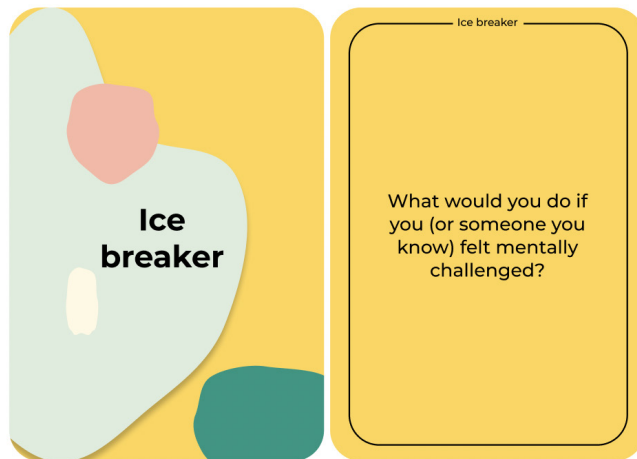 Ice
breaker
Ice breaker
What would you do if
you (or someone you
know) felt mentally
challenged?